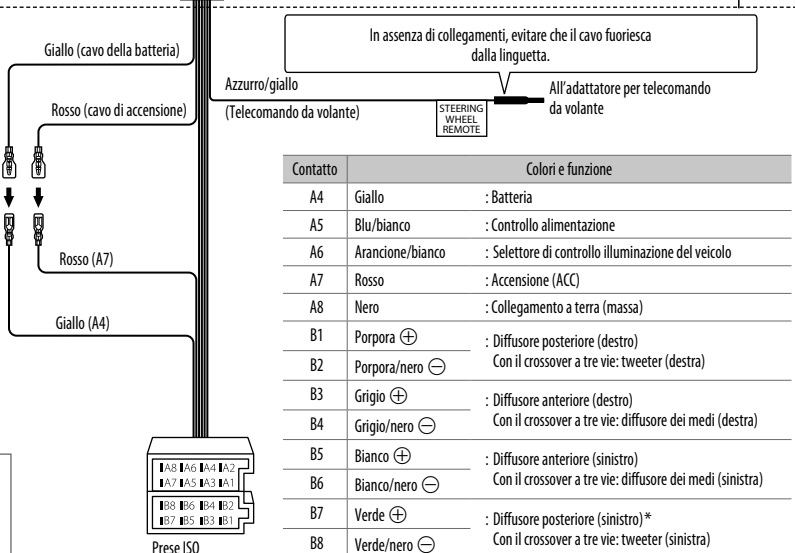 In assenza di collegamenti, evitare che il cavo fuoriesca
dalla linguetta.
Giallo (cavo della batteria)
Azzurro/giallo
(Telecomando da volante)
STEERING
WHEEL
REMOTE
All'adattatore per telecomando
da volante
Rosso (cavo di accensione)
Rosso (A7)
Giallo (A4)
A8 A6 A4 A2
A7 A5 A3 A1
B8 B6 B4 B2
B7 B5 B3 B1
Prese ISO
Contatto Colori e funzione
A4 Giallo : Batteria
A5 Blu/bianco : Controllo alimentazione
A6 Arancione/bianco : Selettore di controllo illuminazione del veicolo
A7 Rosso : Accensione (ACC)
A8 Nero : Collegamento a terra (massa)
B1 Porpora ⊕ : Diffusore posteriore (destro)
B2 Porpora/nero ⊖ Con il crossover a tre vie: tweeter (destra)
B3 Grigio ⊕ : Diffusore anteriore (destro)
B4 Grigio/nero ⊖ Con il crossover a tre vie: diffusore dei medi (destra)
B5 Bianco ⊕ : Diffusore anteriore (sinistro)
B6 Bianco/nero ⊖ Con il crossover a tre vie: diffusore dei medi (sinistra)
B7 Verde ⊕ : Diffusore posteriore (sinistro)*
B8 Verde/nero ⊖ Con il crossover a tre vie: tweeter (sinistra)